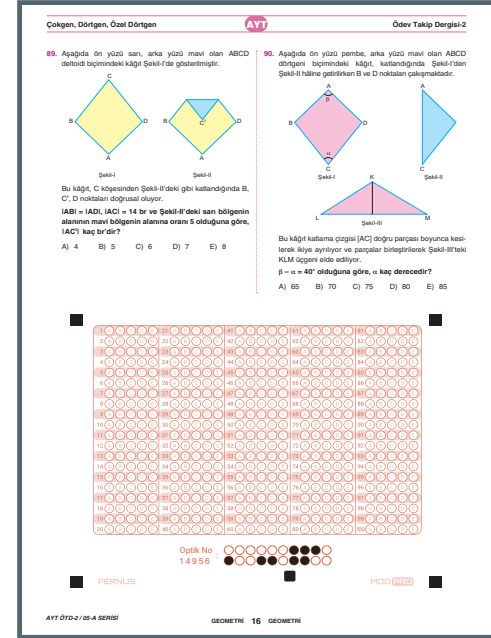 Çokgen, Dörtgen, Özel Dörtgen
AYT
Ödev Takip Dergisi-2
89. Aşağıda ön yüzü sarı, arka yüzü mavi olan ABCD
deltoidi biçimindeki kâğıt Şekil-I'de gösterilmiştir.
C
B
D
A
Şekil-I
B
C'
D
A
Şekil-II
Bu kâğıt, C köşesinden Şekil-II'deki gibi katlandığında B,
C', D noktaları doğrusal oluyor.
|AB| = |AD|, |AC| = 14 br ve Şekil-II'deki sarı bölgenin
alanının mavi bölgenin alanına oranı 5 olduğuna göre,
|AC'| kaç br'dir?
A) 4 B) 5 C) 6 D) 7 E) 8
90. Aşağıda ön yüzü pembe, arka yüzü mavi olan ABCD
dörtgeni biçimindeki kâğıt, katlandığında Şekil-I'den
Şekil-II hâline getirilirken B ve D noktaları çakışmaktadır.
A
β
B
D
α
C
Şekil-I
A
C
Şekil-II
K
L
M
Şekil-III
Bu kâğıt katlama çizgisi [AC] doğru parçası boyunca kesi-
lerek ikiye ayrılıyor ve parçalar birleştirilerek Şekil-III'teki
KLM üçgeni elde ediliyor.
β – α = 40° olduğuna göre, α kaç derecedir?
A) 65 B) 70 C) 75 D) 80 E) 85
Optik No :
14956
FERNUS
MOD PRO
AYT ÖTD-2 / 05-A SERİSİ
GEOMETRİ 16 GEOMETRİ